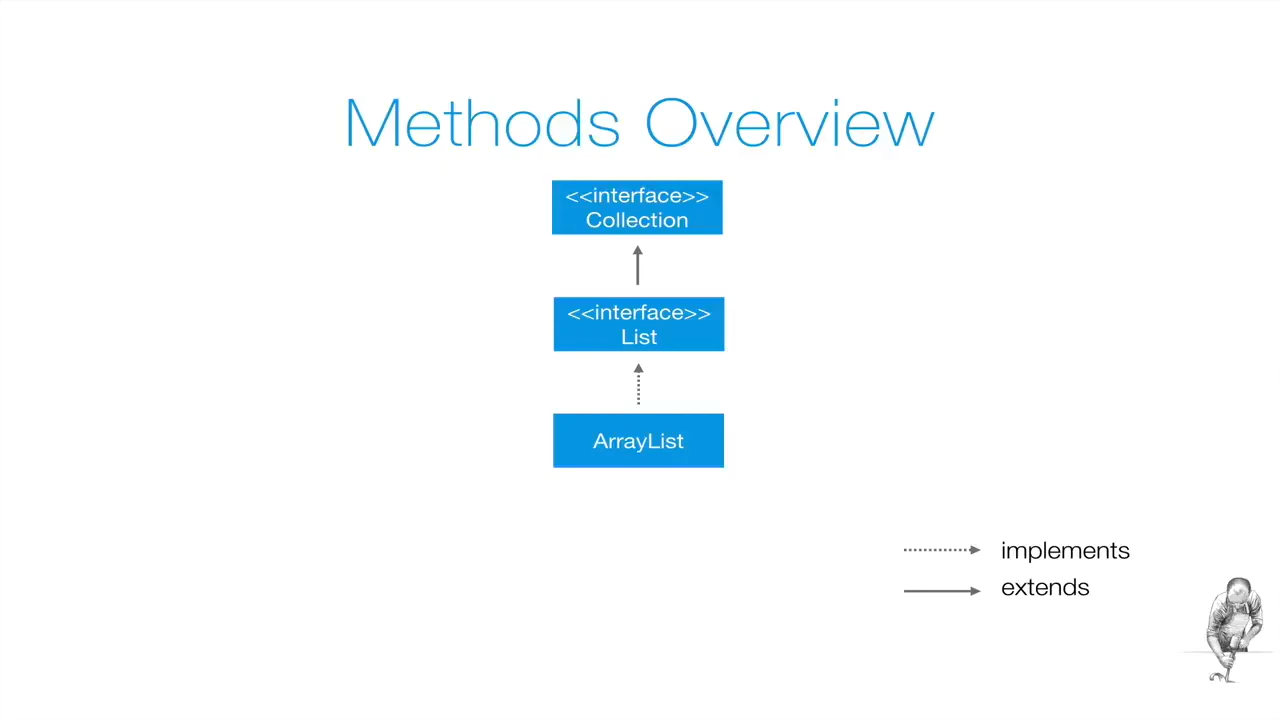 Methods Overview
<<interface>>
Collection
<<interface>>
List
ArrayList
implements
extends